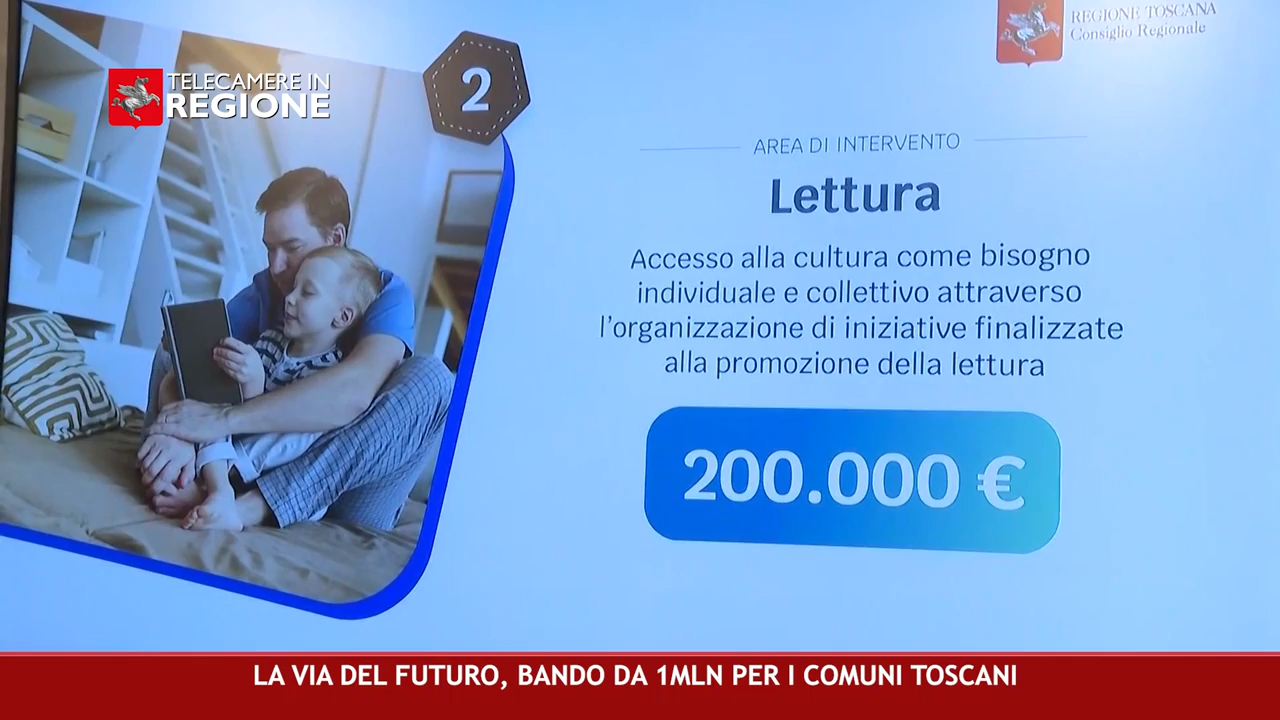 TELECAMERE IN
REGIONE
2
REGIONE TOSCANA
Consiglio Regionale
AREA DI INTERVENTO
Lettura
Accesso alla cultura come bisogno
individuale e collettivo attraverso
l'organizzazione di iniziative finalizzate
alla promozione della lettura
200.000 €
LA VIA DEL FUTURO, BANDO DA 1MLN PER I COMUNI TOSCANI